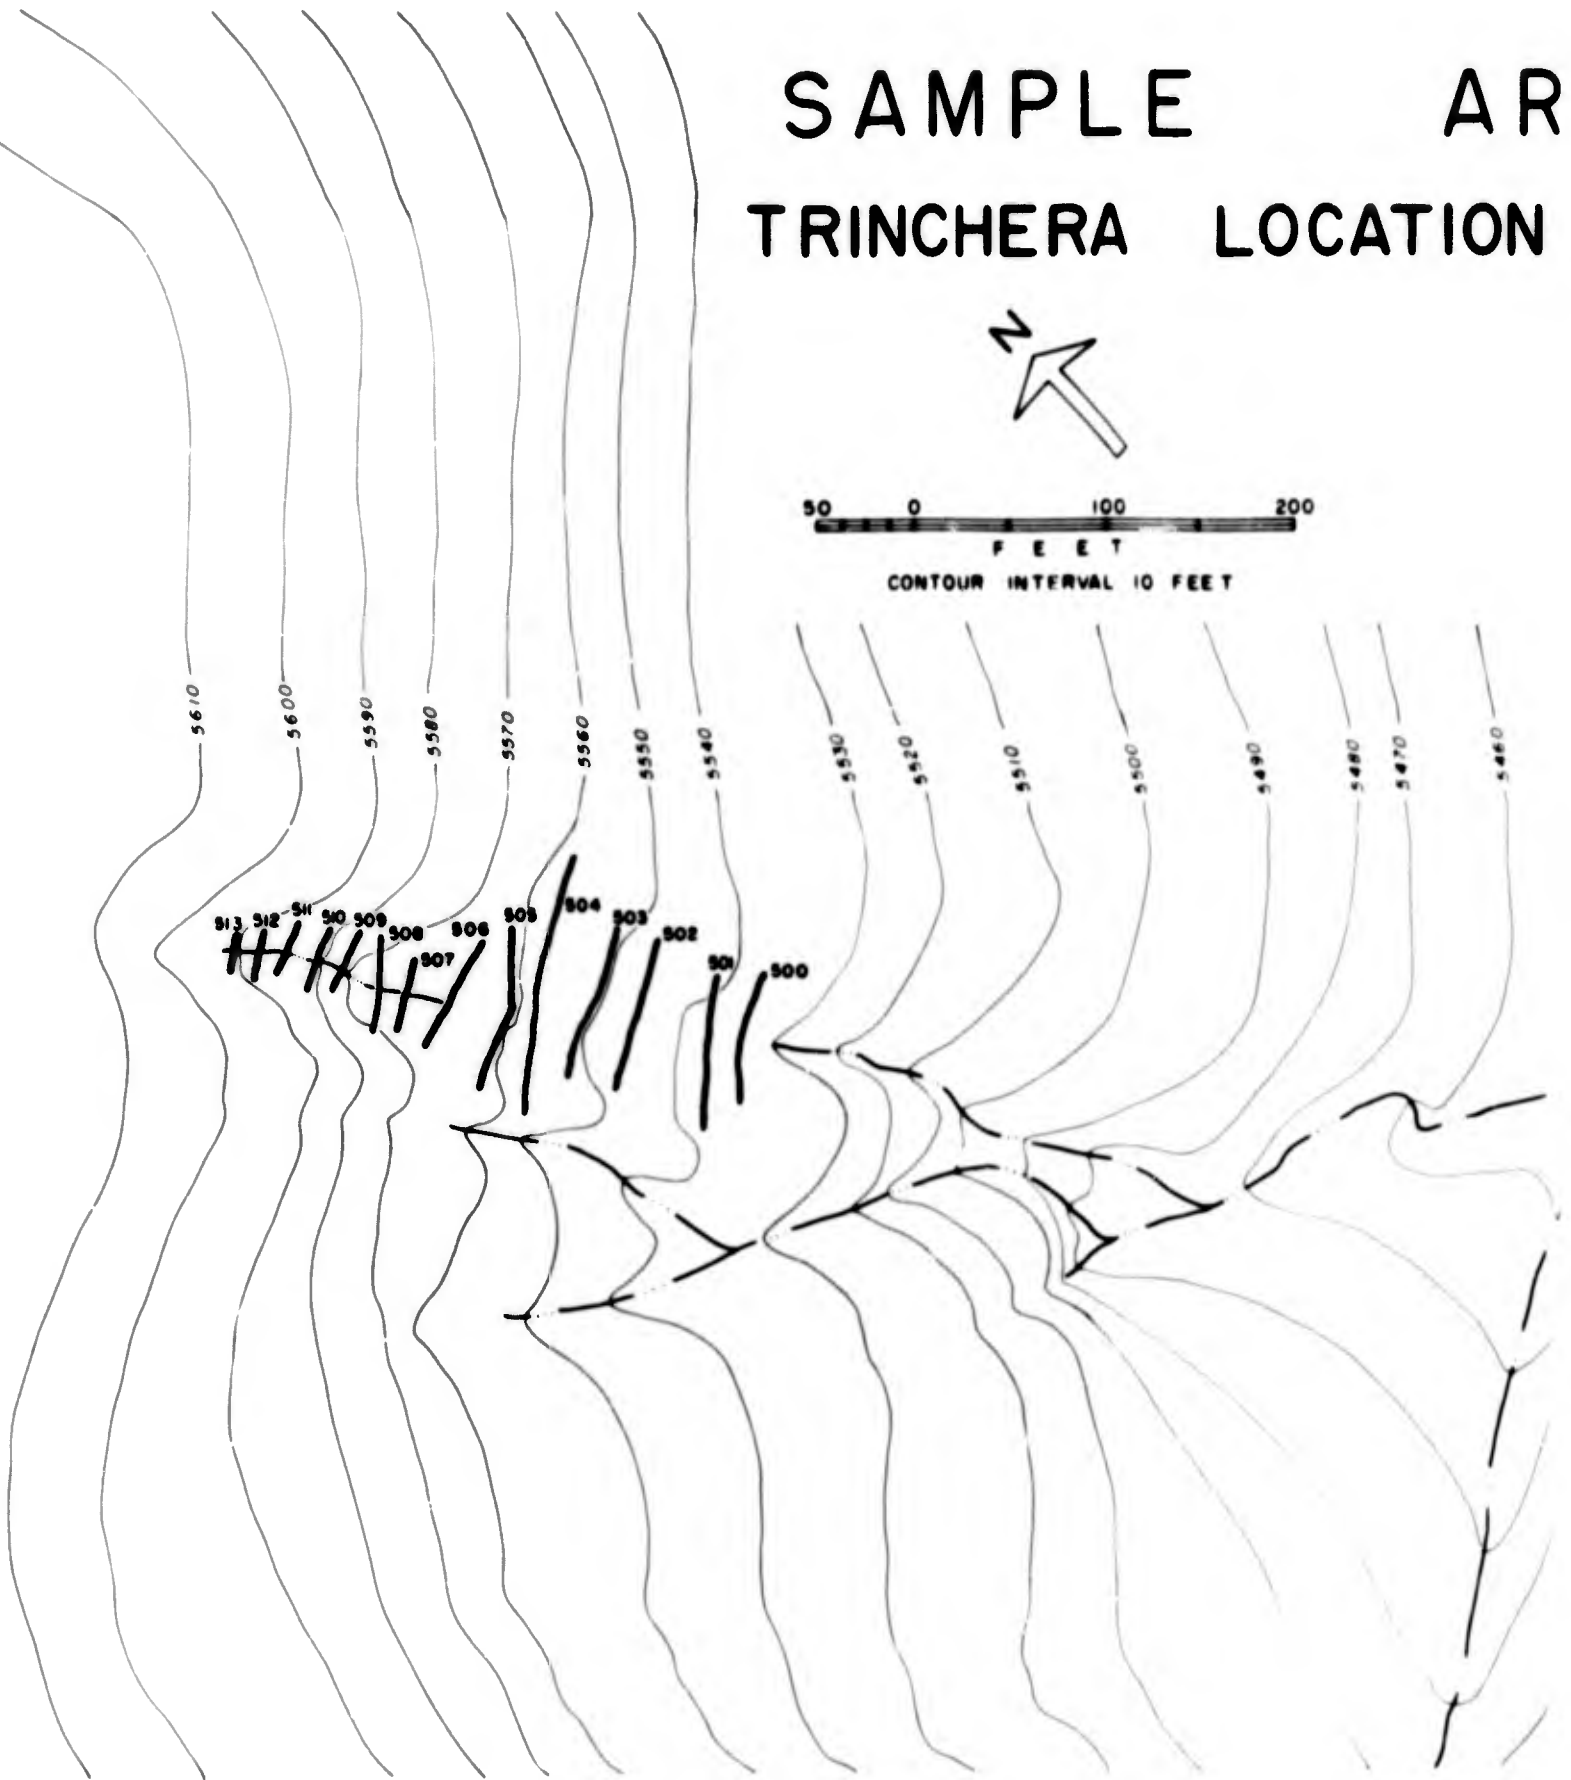 SAMPLE AR
TRINCHERA LOCATION
N
50 0 100 200
FEET
CONTOUR INTERVAL 10 FEET
5610 5600 5590 5580 5570 5560 5550 5540 5530 5520 5510 5500 5490 5480 5470 5460
513 512 511 510 509 508 507 506 505 504 503 502 501 500